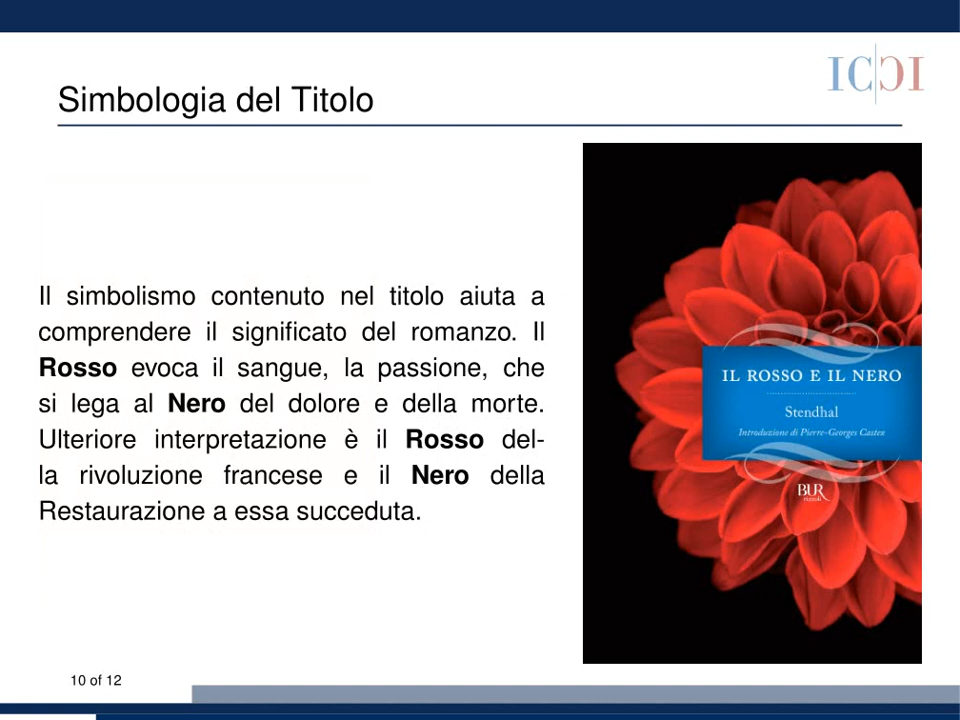 IC|CI
Simbologia del Titolo
Il simbolismo contenuto nel titolo aiuta a
comprendere il significato del romanzo. Il
Rosso evoca il sangue, la passione, che
si lega al Nero del dolore e della morte.
Ulteriore interpretazione è il Rosso del-
la rivoluzione francese e il Nero della
Restaurazione a essa succeduta.
IL ROSSO E IL NERO
Stendhal
Introduzione di Pierre-Georges Castex
BUR
rizzoli
10 of 12